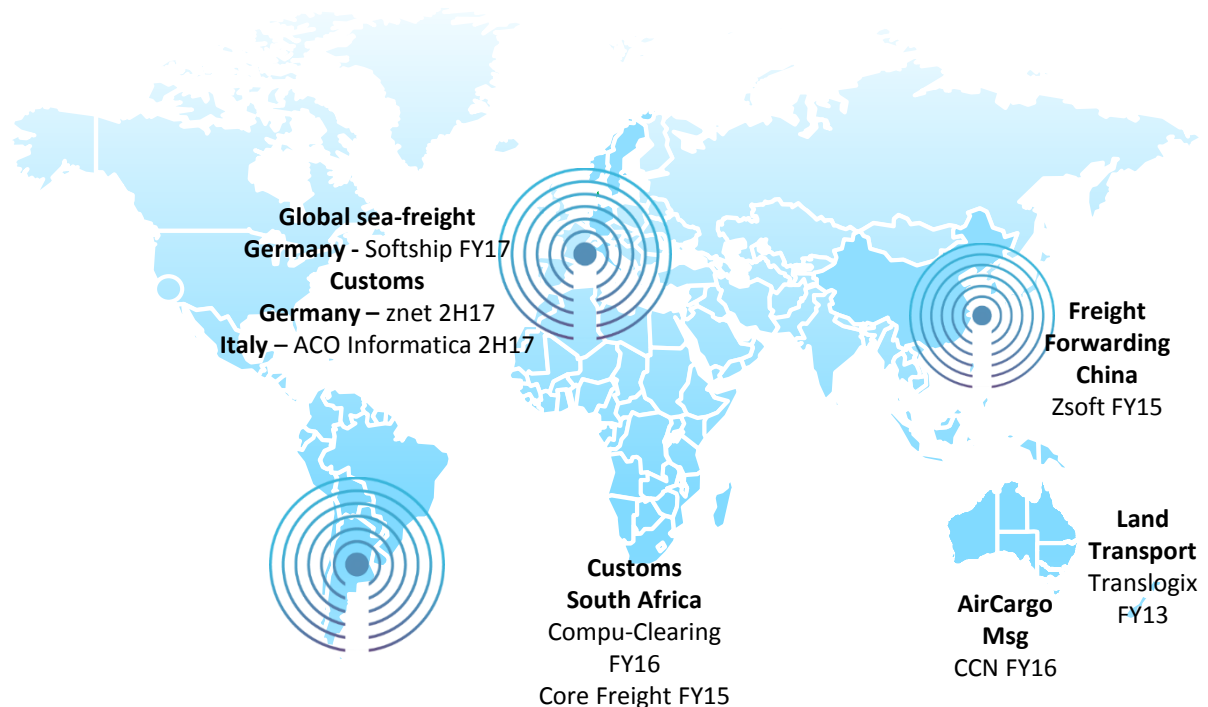 Global sea-freight
Germany - Softship FY17
Customs
Germany – znet 2H17
Italy – ACO Informatica 2H17
Freight
Forwarding
China
Zsoft FY15
Customs
South Africa
Compu-Clearing
FY16
Core Freight FY15
AirCargo
Msg
CCN FY16
Land
Transport
Translogix
FY13